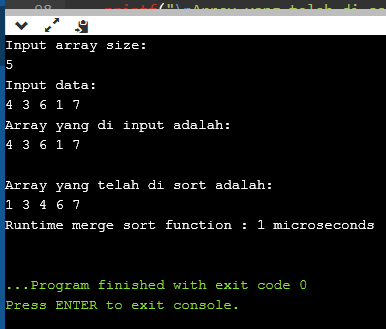 Input array size:
5
Input data:
4 3 6 1 7
Array yang di input adalah:
4 3 6 1 7
Array yang telah di sort adalah:
1 3 4 6 7
Runtime merge sort function : 1 microseconds
...Program finished with exit code 0
Press ENTER to exit console.